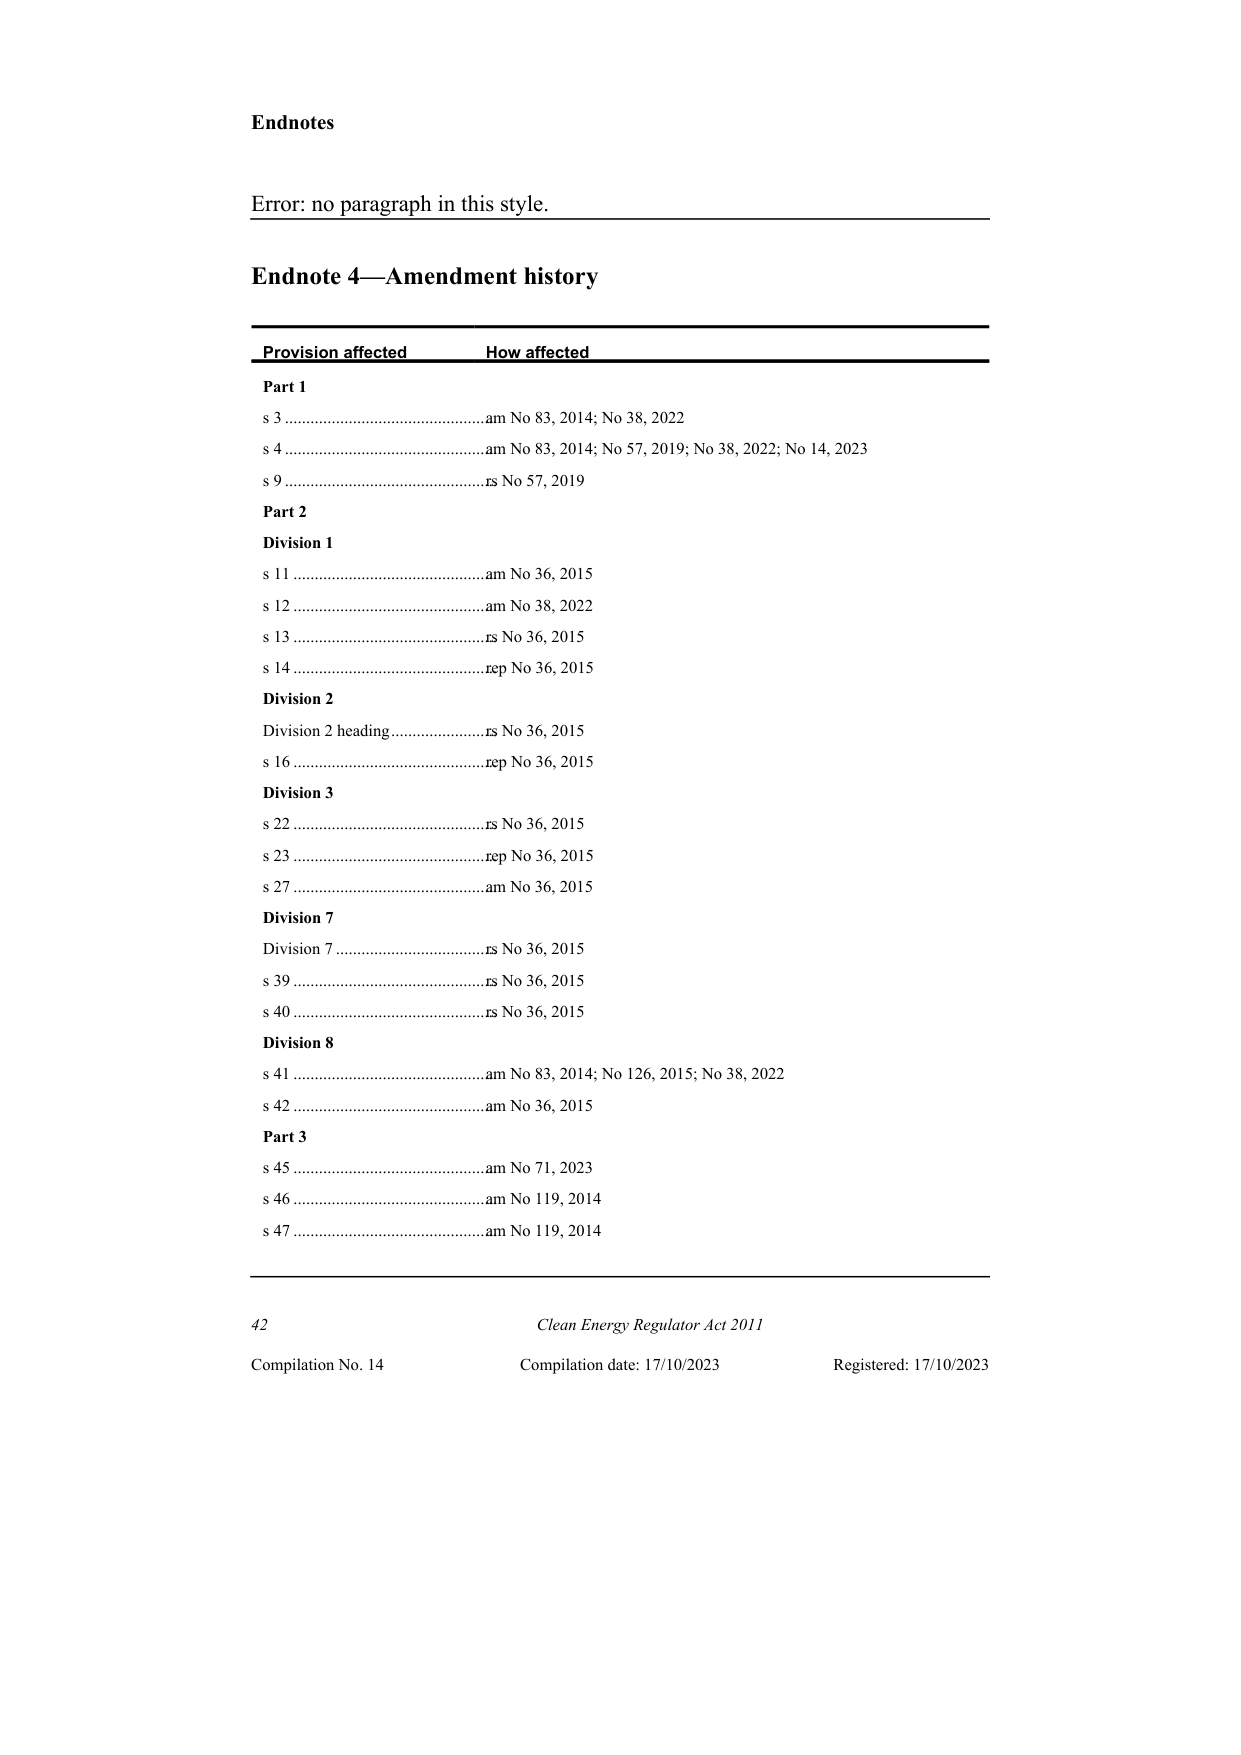 Endnotes
Error: no paragraph in this style.
Endnote 4—Amendment history
Provision affected How affected
Part 1
s 3 ................................................ am No 83, 2014; No 38, 2022
s 4 ................................................ am No 83, 2014; No 57, 2019; No 38, 2022; No 14, 2023
s 9 ................................................ rs No 57, 2019
Part 2
Division 1
s 11 .............................................. am No 36, 2015
s 12 .............................................. am No 38, 2022
s 13 .............................................. rs No 36, 2015
s 14 .............................................. rep No 36, 2015
Division 2
Division 2 heading....................... rs No 36, 2015
s 16 .............................................. rep No 36, 2015
Division 3
s 22 .............................................. rs No 36, 2015
s 23 .............................................. rep No 36, 2015
s 27 .............................................. am No 36, 2015
Division 7
Division 7 .................................... rs No 36, 2015
s 39 .............................................. rs No 36, 2015
s 40 .............................................. rs No 36, 2015
Division 8
s 41 .............................................. am No 83, 2014; No 126, 2015; No 38, 2022
s 42 .............................................. am No 36, 2015
Part 3
s 45 .............................................. am No 71, 2023
s 46 .............................................. am No 119, 2014
s 47 .............................................. am No 119, 2014
42 Clean Energy Regulator Act 2011
Compilation No. 14 Compilation date: 17/10/2023 Registered: 17/10/2023